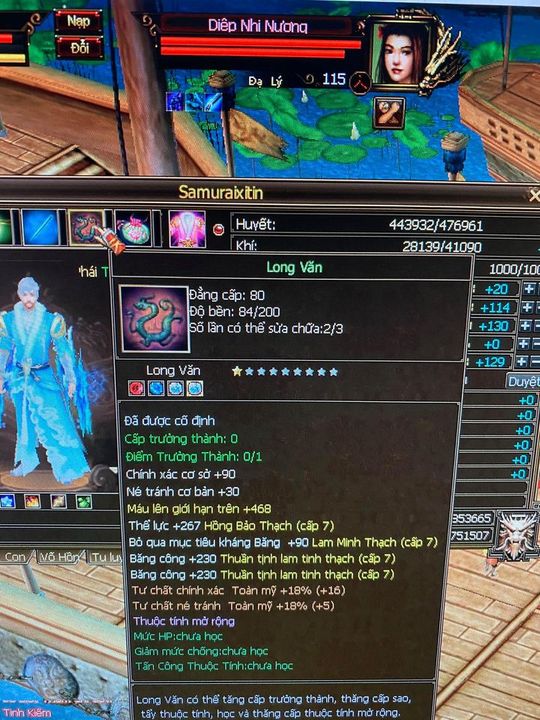 Nạp
Đổi
Diệp Nhi Nương
Dạ Lý
115
Samuraixitin
Huyết: 443932/476961
Khí: 28139/41090
Long Văn
1000/100
Đẳng cấp: 80
Độ bền: 84/200
Số lần có thể sửa chữa:2/3
+20
+114
+130
+0
+129
Long Văn
Duyệt
Đã được cố định
Cấp trưởng thành: 0
Điểm Trưởng Thành: 0/1
Chính xác cơ sở +90
Né tránh cơ bản +30
Máu lên giới hạn trên +468
Thể lực +267 Hồng Bảo Thạch (cấp 7)
Bỏ qua mục tiêu kháng Băng +90 Lam Minh Thạch (cấp 7)
Băng công +230 Thuần tịnh lam tinh thạch (cấp 7)
Băng công +230 Thuần tịnh lam tinh thạch (cấp 7)
Tư chất chính xác Toàn mỹ +18% (+16)
Tư chất né tránh Toàn mỹ +18% (+5)
Thuộc tính mở rộng
Mức HP:chưa học
Giảm mức chống:chưa học
Tấn Công Thuộc Tính:chưa học
+0
+0
+0
+0
+0
353665
751507
Con
Võ Hồn
Tu luy
Long Văn có thể tăng cấp trưởng thành, thăng cấp sao,
tẩy thuộc tính, học và thăng cấp thuộc tính mở rộng.
Tinh Kiếm